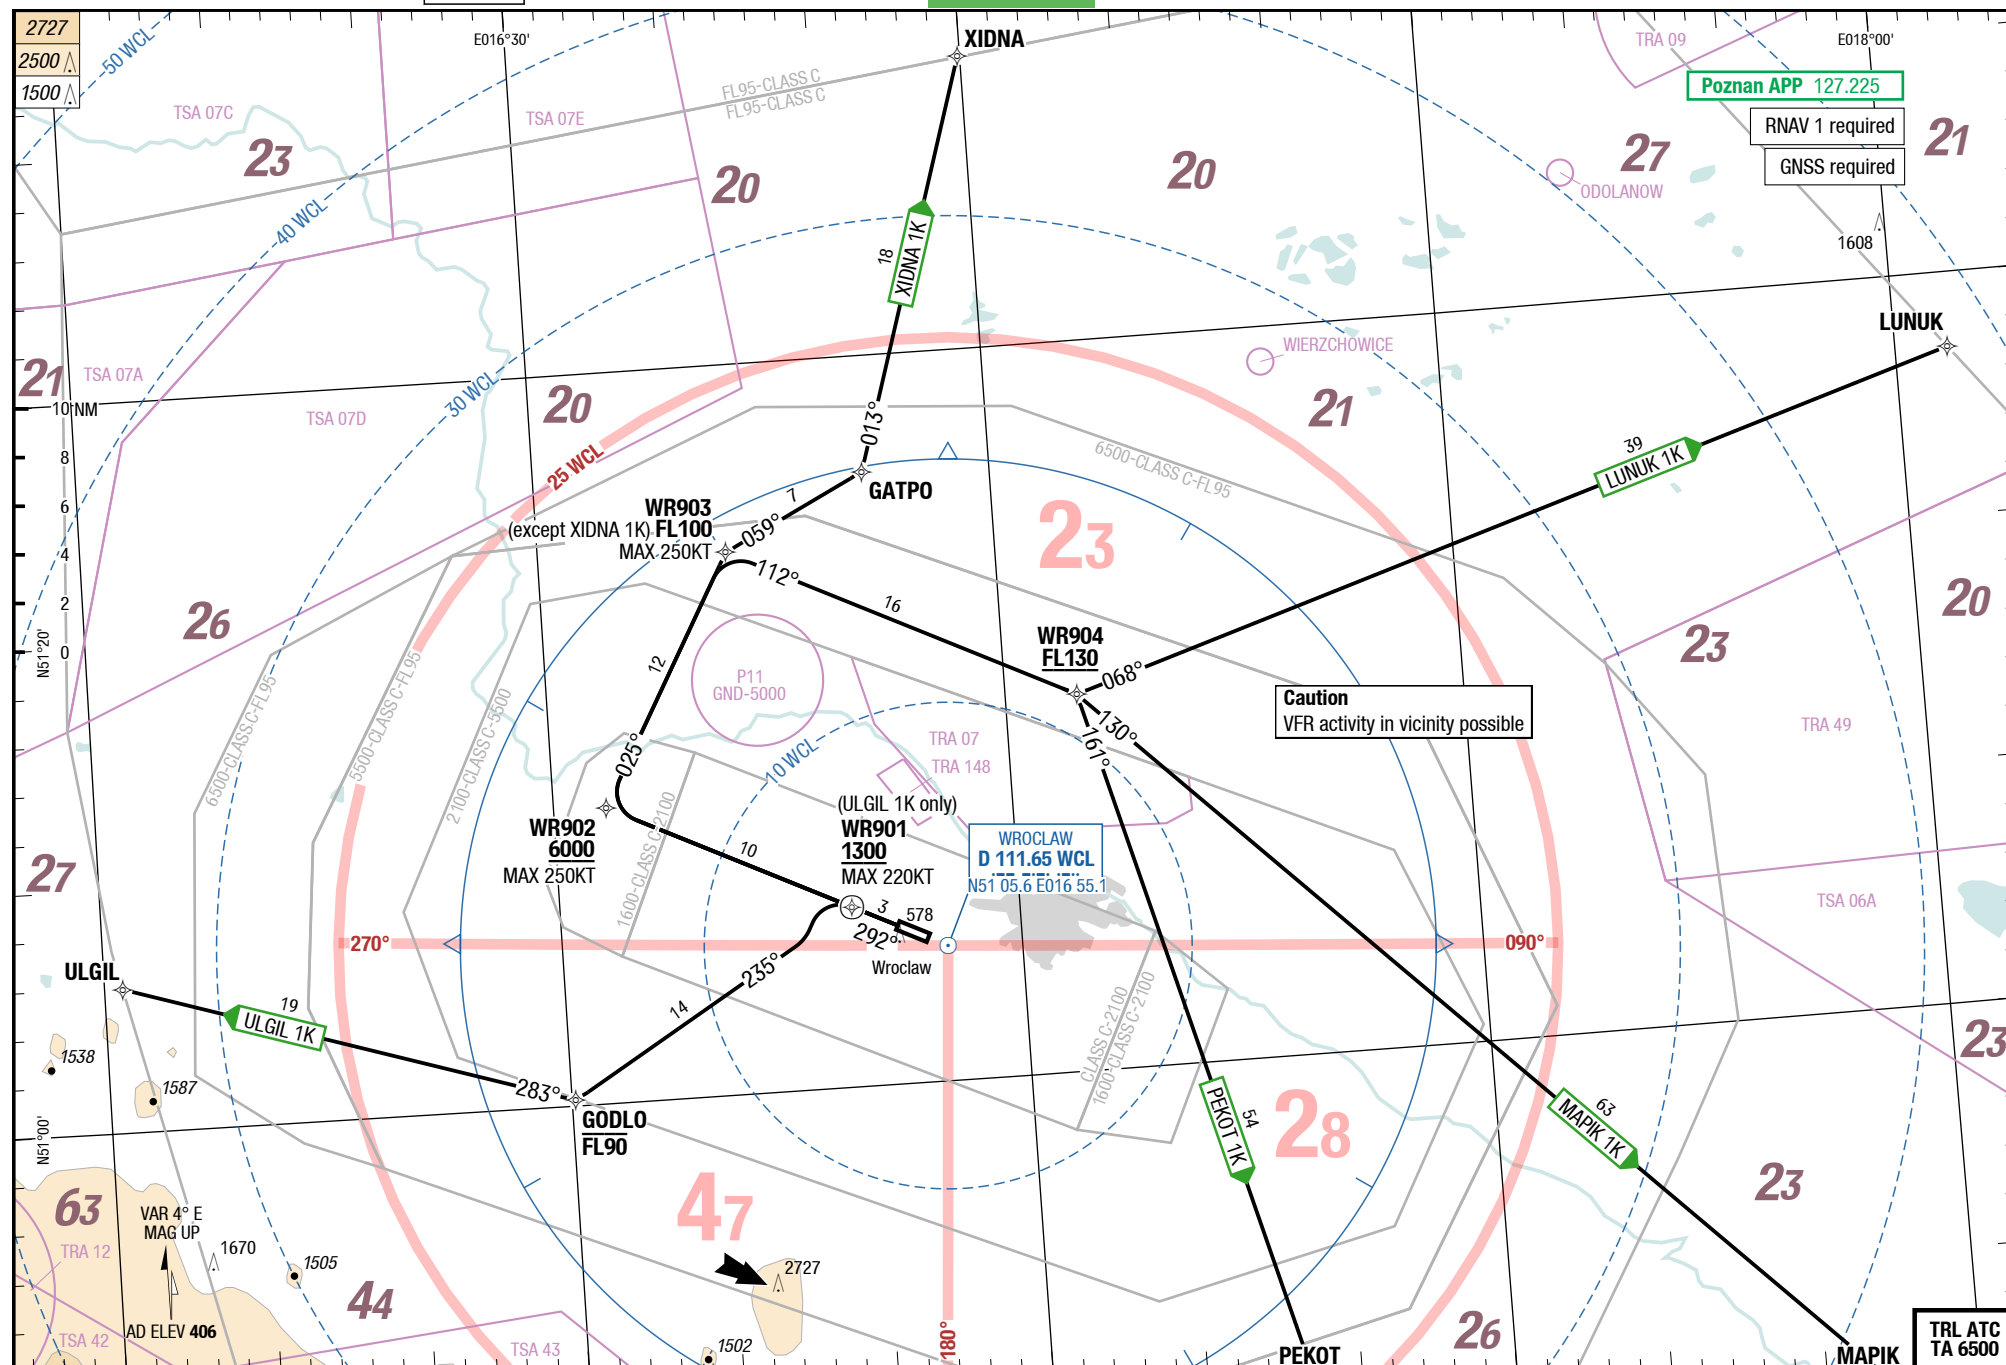 2727
2500
1500
50 WCL
E016°30'
XIDNA
TRA 09
E018°00'
Poznan APP 127.225
RNAV 1 required
GNSS required
TSA 07C
TSA 07E
FL95-CLASS C
FL95-CLASS C
23
20
20
27
21
ODOLANOW
1608
40 WCL
18
XIDNA 1K
LUNUK
WIERZCHOWICE
21
TSA 07A
30 WCL
20
21
10 NM
TSA 07D
013°
39
LUNUK 1K
6500-CLASS C-FL95
8
25 WCL
GATPO
7
6
WR903
(except XIDNA 1K) FL100
MAX 250KT
059°
23
4
112°
2
16
26
20
N51°20'
0
12
WR904
FL130
068°
23
P11
GND-5000
5500-CLASS C-FL95
6500-CLASS C-FL95
2100-CLASS C-5500
Caution
VFR activity in vicinity possible
130°
161°
TRA 49
025°
10 WCL
TRA 07
TRA 148
(ULGIL 1K only)
WR901
1300
MAX 220KT
WR902
6000
MAX 250KT
10
1600-CLASS C-2100
WROCLAW
D 111.65 WCL
N51 05.6 E016 55.1
27
TSA 06A
3
578
292°
Wroclaw
270°
090°
235°
ULGIL
19
ULGIL 1K
14
CLASS C-2100
1600-CLASS C-2100
23
1538
1587
283°
GODLO
FL90
N51°00'
PEKOT 1K
54
28
63
MAPIK 1K
63
47
23
VAR 4° E
MAG UP
TRA 12
1670
1505
2727
44
AD ELEV 406
TSA 42
TSA 43
1502
180°
26
PEKOT
MAPIK
TRL ATC
TA 6500